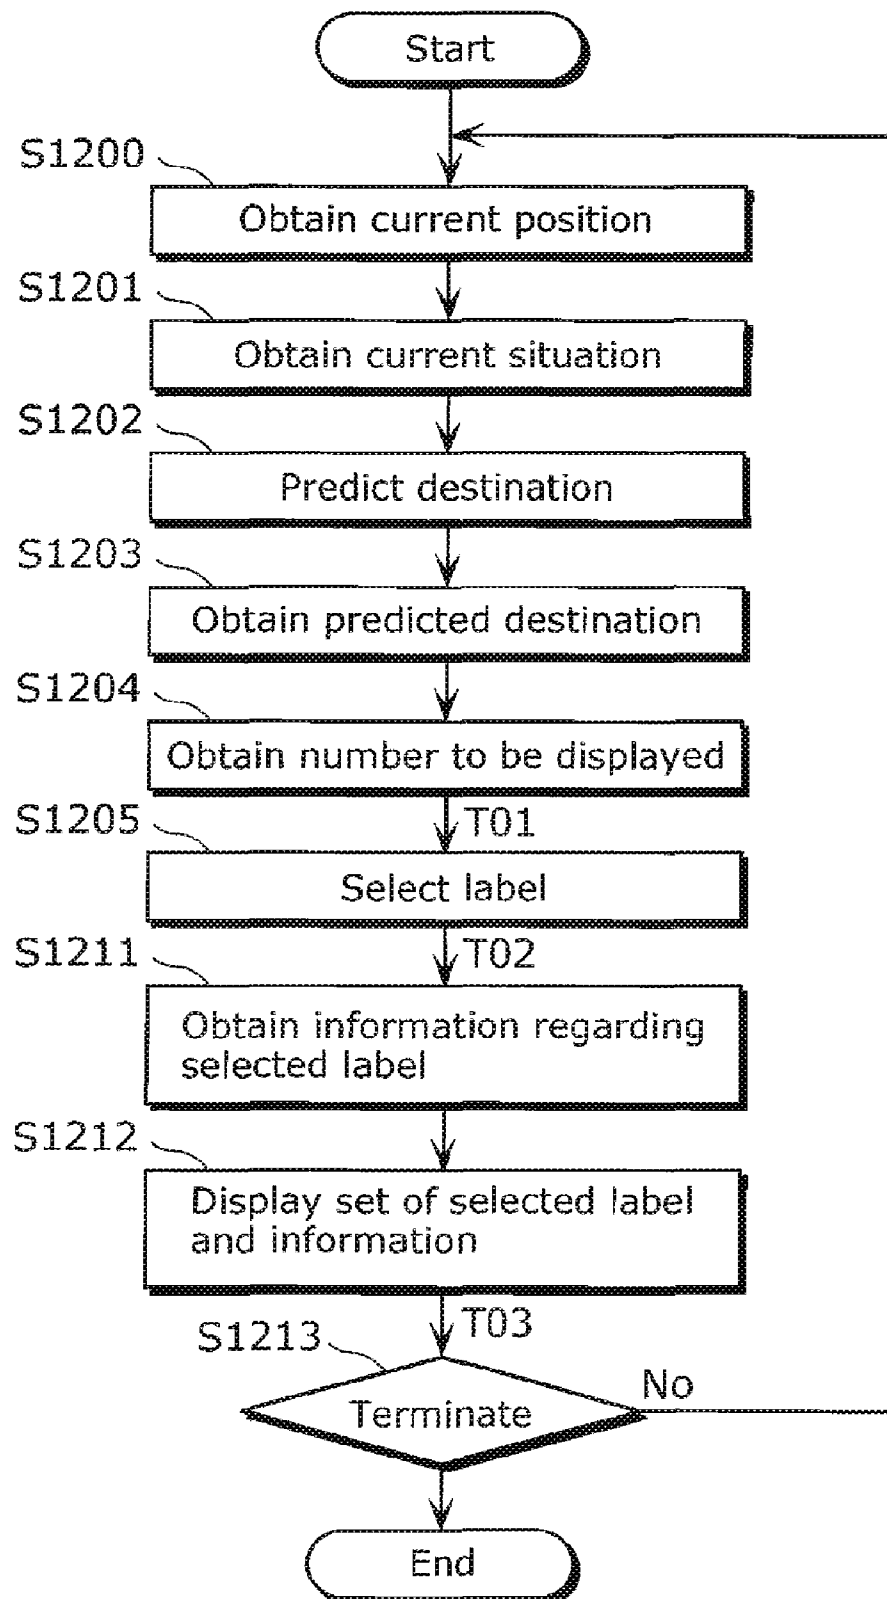 Start
S1200
Obtain current position
S1201
Obtain current situation
S1202
Predict destination
S1203
Obtain predicted destination
S1204
Obtain number to be displayed
S1205
T01
Select label
S1211
T02
Obtain information regarding
selected label
S1212
Display set of selected label
and information
S1213
T03
Terminate
No
End